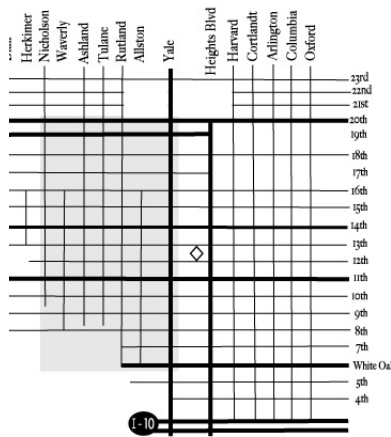 Herkimer
Nicholson
Waverly
Ashland
Tulane
Rutland
Allston
Yale
Heights Blvd
Harvard
Cortlandt
Arlington
Columbia
Oxford
23rd
22nd
21st
20th
19th
18th
17th
16th
15th
14th
13th
12th
11th
10th
9th
8th
7th
White Oak
5th
4th
I-10